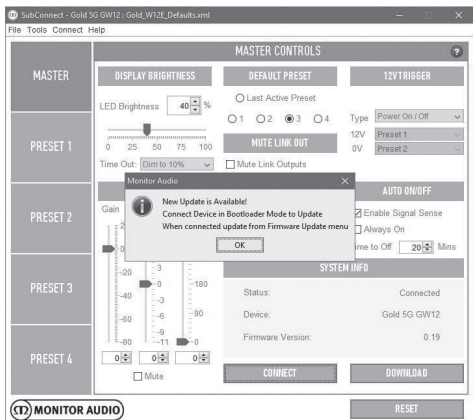 SubConnect - Gold 5G GW12 : Gold_W12E_Defaults.xml
File Tools Connect Help
MASTER CONTROLS
?
MASTER
PRESET 1
PRESET 2
PRESET 3
PRESET 4
DISPLAY BRIGHTNESS
LED Brightness 40 %
0 25 50 75 100
Time Out: Dim to 10%
DEFAULT PRESET
Last Active Preset
1 2 3 4
MUTE LINK OUT
Mute Link Outputs
12V TRIGGER
Type Power On / Off
12V Preset 1
0V Preset 2
Monitor Audio
New Update is Available!
Connect Device in Bootloader Mode to Update
When connected update from Firmware Update menu
OK
Gain
0
-20
-40
-60
-80
3
0
-3
-6
-9
-11
180
90
0
0 0 0
Mute
AUTO ON/OFF
Enable Signal Sense
Always On
ime to Off 20 Mins
SYSTEM INFO
Status: Connected
Device: Gold 5G GW12
Firmware Version: 0.19
CONNECT
DOWNLOAD
MONITOR AUDIO
RESET